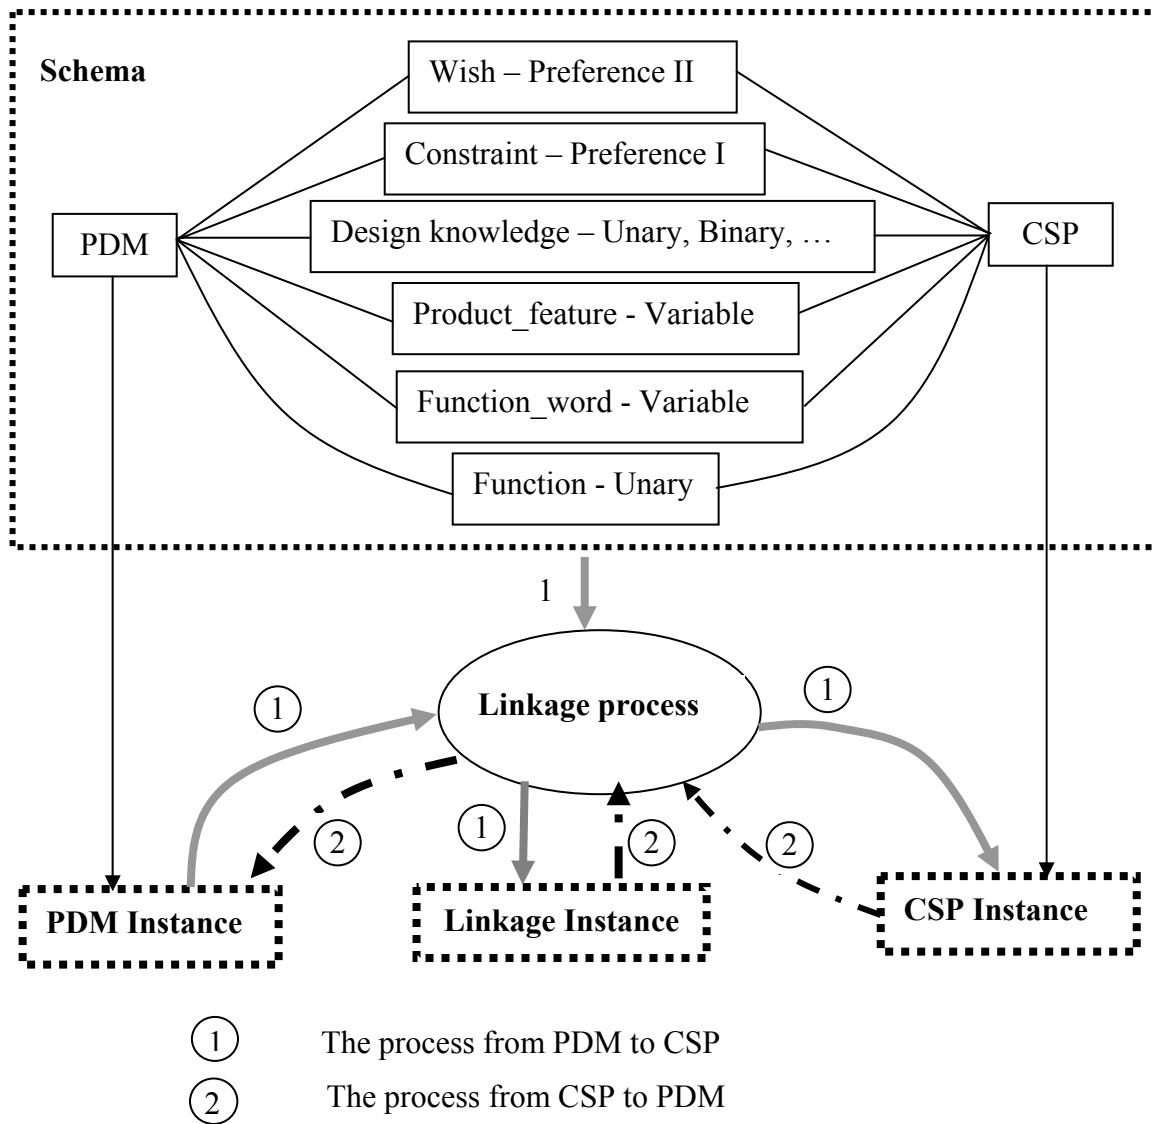 Schema
Wish – Preference II
Constraint – Preference I
Design knowledge – Unary, Binary, …
PDM
CSP
Product_feature - Variable
Function_word - Variable
Function - Unary
1
Linkage process
1
1
1
2
2
2
PDM Instance
Linkage Instance
CSP Instance
1 The process from PDM to CSP
2 The process from CSP to PDM